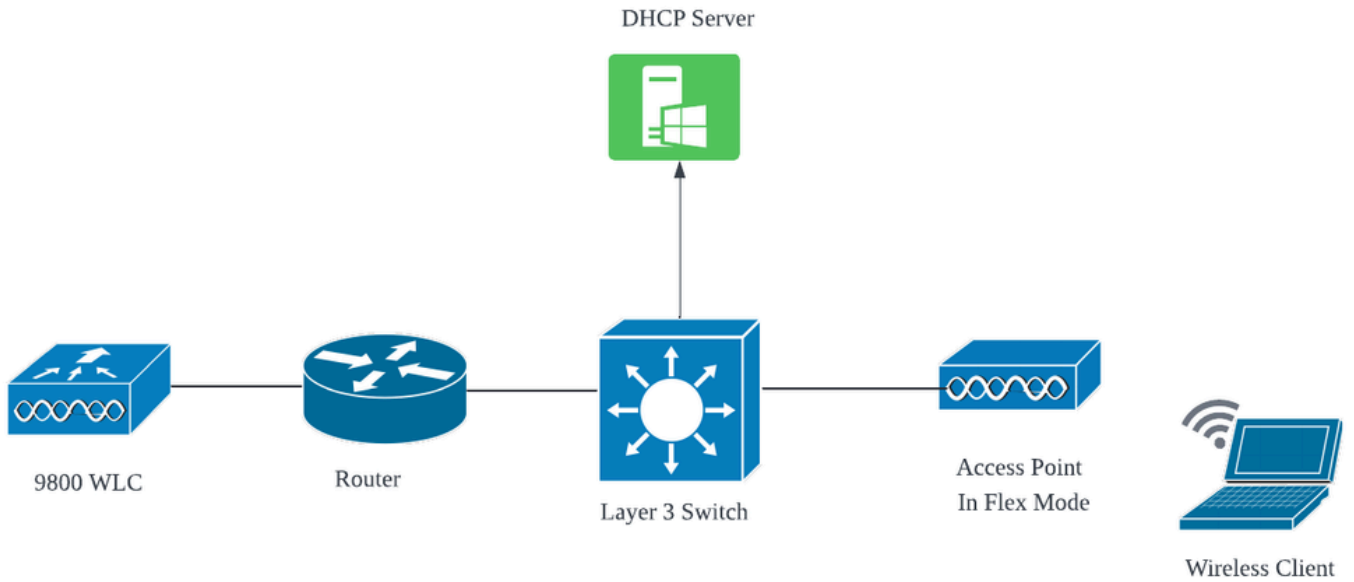 DHCP Server
9800 WLC
Router
Layer 3 Switch
Access Point
In Flex Mode
Wireless Client